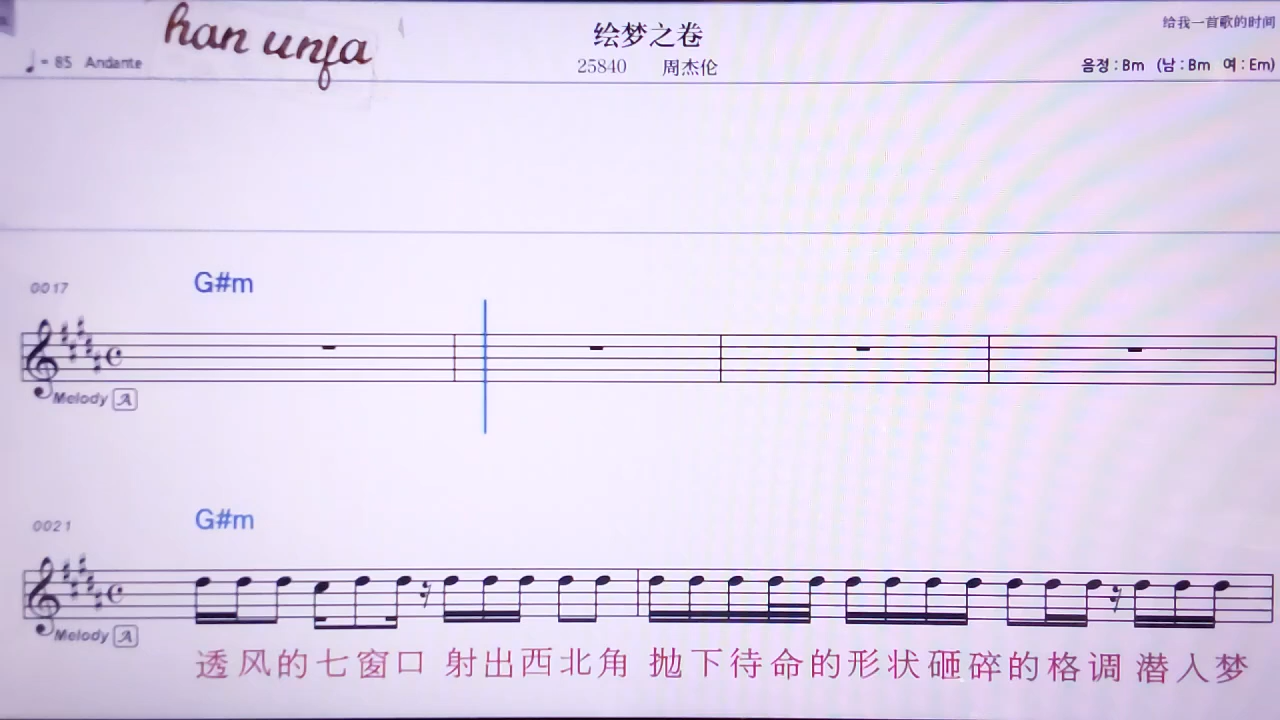 han unfa
绘梦之卷
给我一首歌的时间
♩ = 85 Andante
25840 周杰伦
음정 : Bm (남 : Bm 여 : Em)
0017
G#m
Melody A
0021
G#m
Melody A
透风的七窗口 射出西北角 抛下待命的形状砸碎的格调 潜入梦